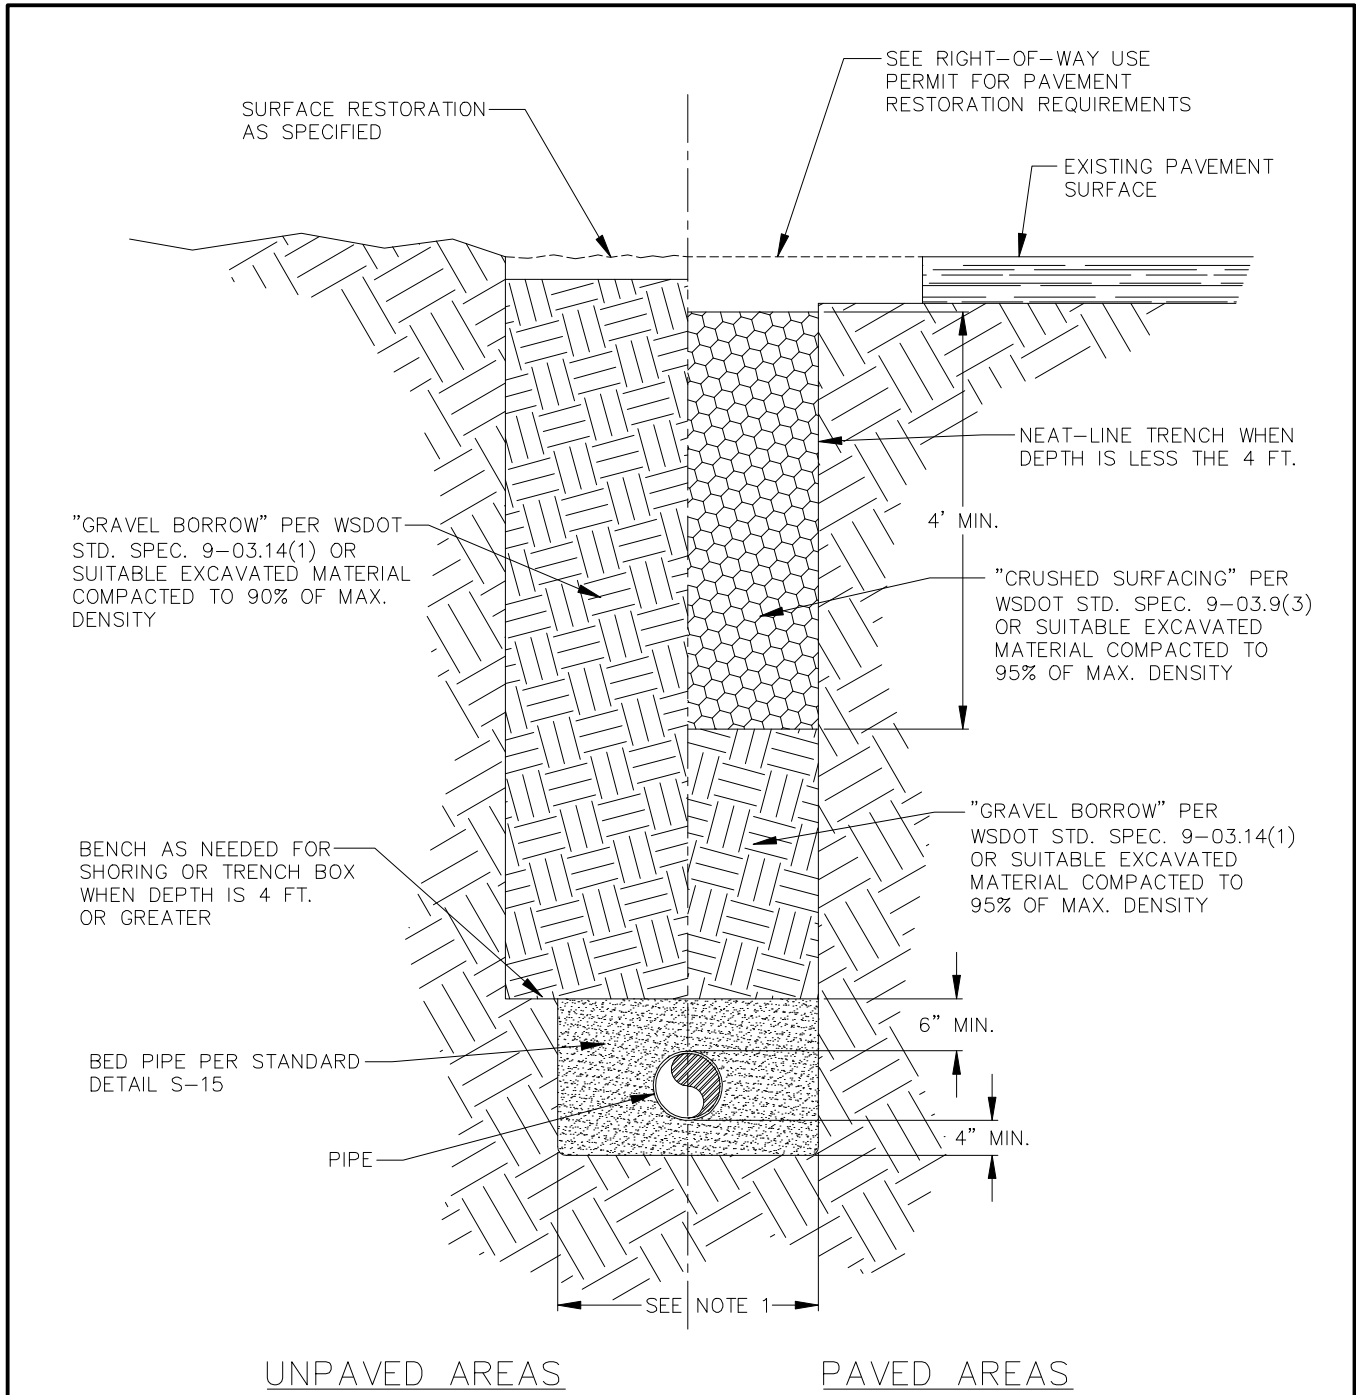 SEE RIGHT-OF-WAY USE
PERMIT FOR PAVEMENT
RESTORATION REQUIREMENTS
SURFACE RESTORATION
AS SPECIFIED
EXISTING PAVEMENT
SURFACE
NEAT-LINE TRENCH WHEN
DEPTH IS LESS THE 4 FT.
"GRAVEL BORROW" PER WSDOT
STD. SPEC. 9-03.14(1) OR
SUITABLE EXCAVATED MATERIAL
COMPACTED TO 90% OF MAX.
DENSITY
4' MIN.
"CRUSHED SURFACING" PER
WSDOT STD. SPEC. 9-03.9(3)
OR SUITABLE EXCAVATED
MATERIAL COMPACTED TO
95% OF MAX. DENSITY
"GRAVEL BORROW" PER
WSDOT STD. SPEC. 9-03.14(1)
OR SUITABLE EXCAVATED
MATERIAL COMPACTED TO
95% OF MAX. DENSITY
BENCH AS NEEDED FOR
SHORING OR TRENCH BOX
WHEN DEPTH IS 4 FT.
OR GREATER
6" MIN.
BED PIPE PER STANDARD
DETAIL S-15
4" MIN.
PIPE
SEE NOTE 1
UNPAVED AREAS
PAVED AREAS